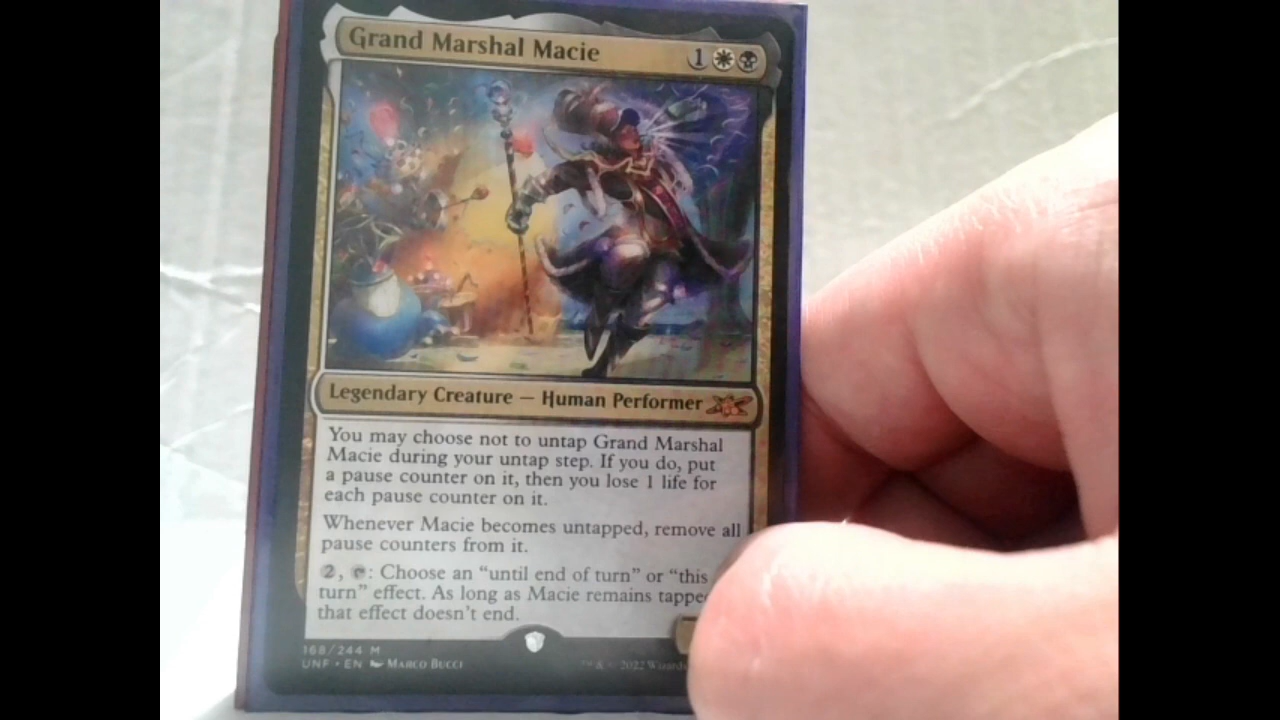 Grand Marshal Macie 1
Legendary Creature — Human Performer
You may choose not to untap Grand Marshal
Macie during your untap step. If you do, put
a pause counter on it, then you lose 1 life for
each pause counter on it.
Whenever Macie becomes untapped, remove all
pause counters from it.
2, : Choose an "until end of turn" or "this
turn" effect. As long as Macie remains tapped
that effect doesn't end.
168/244 M
UNF • EN Marco Bucci
™ & © 2022 Wizards